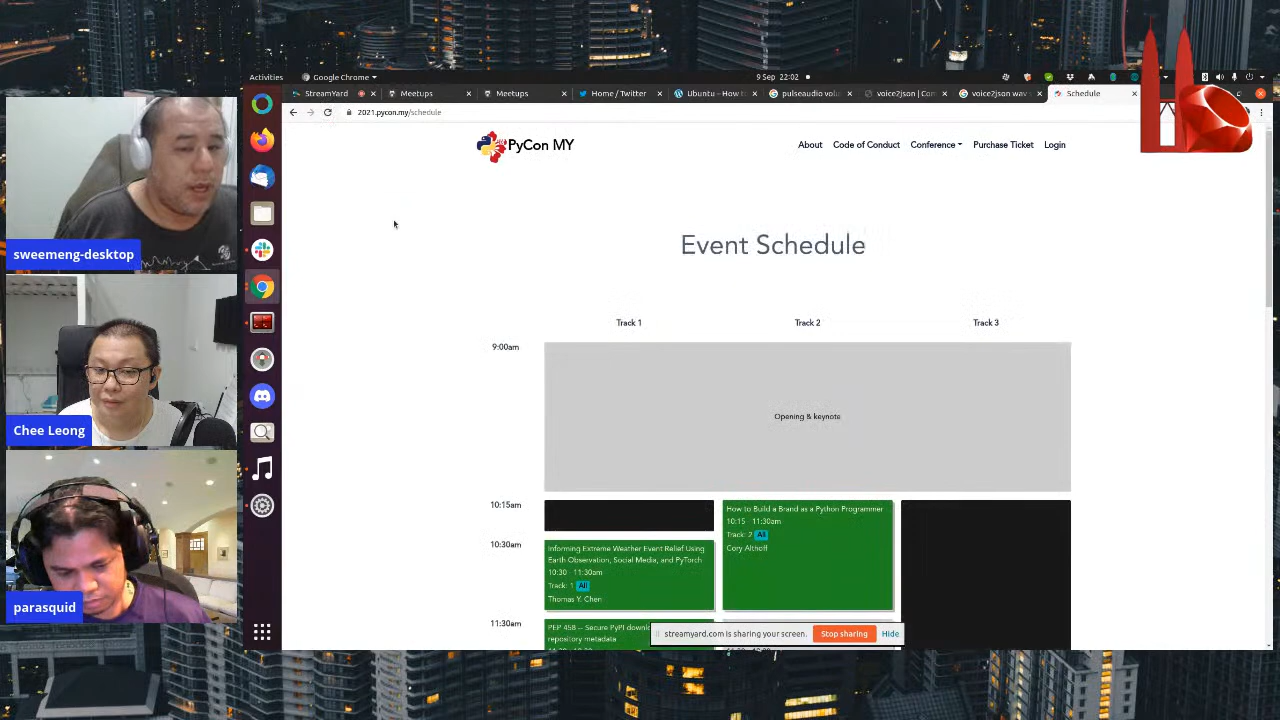 Activities
Google Chrome
9 Sep 22:02
StreamYard
Meetups
Meetups
Home / Twitter
Ubuntu – How to
pulseaudio volu
voice2json | Com
voice2json wav
Schedule
2021.pycon.my/schedule
PyCon MY
About
Code of Conduct
Conference
Purchase Ticket
Login
Event Schedule
Track 1
Track 2
Track 3
9:00am
Opening & keynote
10:15am
How to Build a Brand as a Python Programmer
10:15 - 11:30am
Track: 2 All
Cory Althoff
10:30am
Informing Extreme Weather Event Relief Using
Earth Observation, Social Media, and PyTorch
10:30 - 11:30am
Track: 1 All
Thomas Y. Chen
11:30am
PEP 458 -- Secure PyPI downlo
repository metadata
streamyard.com is sharing your screen.
Stop sharing
Hide
sweemeng-desktop
Chee Leong
parasquid